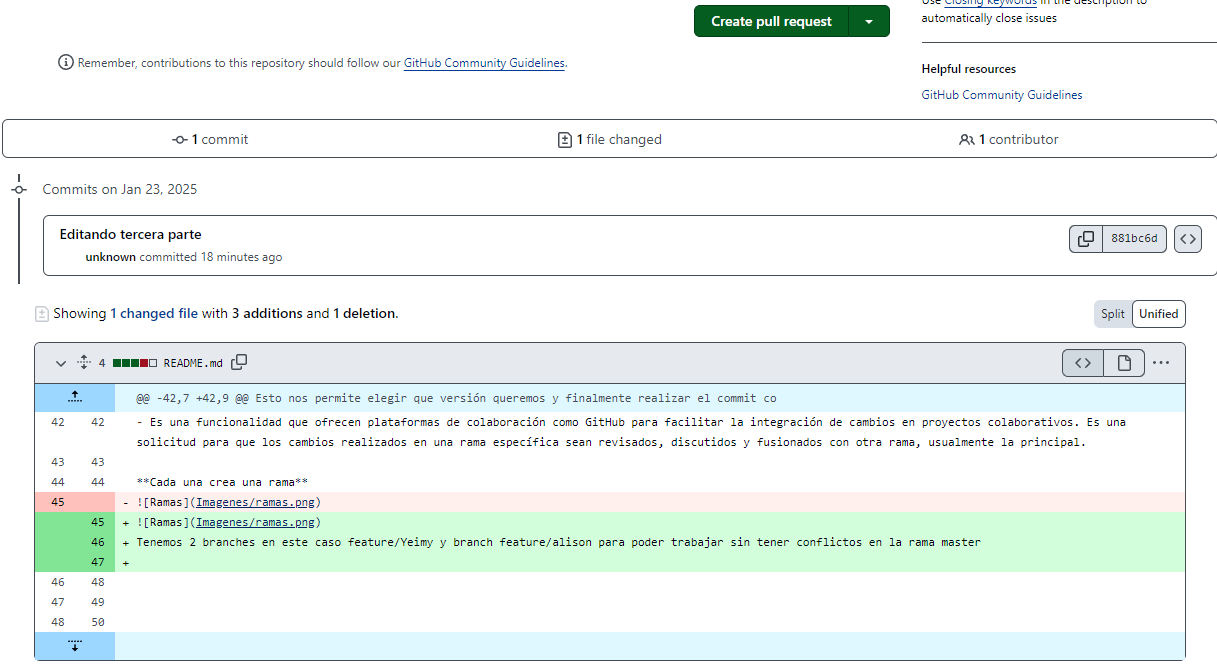 Use Closing keywords in the description to
automatically close issues
Create pull request
Remember, contributions to this repository should follow our GitHub Community Guidelines.
Helpful resources
GitHub Community Guidelines
1 commit
1 file changed
1 contributor
Commits on Jan 23, 2025
Editando tercera parte
unknown committed 18 minutes ago
881bc6d
Showing 1 changed file with 3 additions and 1 deletion.
Split
Unified
4 README.md
@@ -42,7 +42,9 @@ Esto nos permite elegir que versión queremos y finalmente realizar el commit co
42 42 - Es una funcionalidad que ofrecen plataformas de colaboración como GitHub para facilitar la integración de cambios en proyectos colaborativos. Es una
solicitud para que los cambios realizados en una rama específica sean revisados, discutidos y fusionados con otra rama, usualmente la principal.
43 43
44 44 **Cada una crea una rama**
45 - ![Ramas](Imagenes/ramas.png)
45 + ![Ramas](Imagenes/ramas.png)
46 + Tenemos 2 branches en este caso feature/Yeimy y branch feature/alison para poder trabajar sin tener conflictos en la rama master
47 +
46 48
47 49
48 50